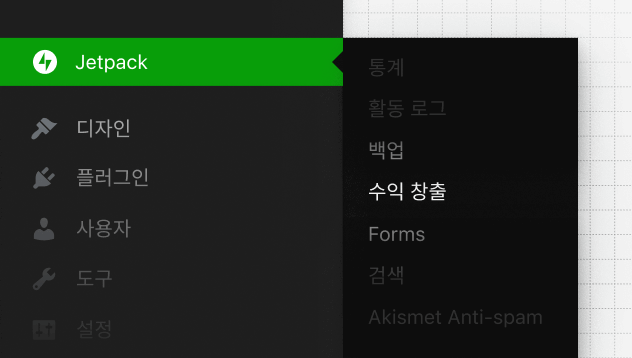 Jetpack
디자인
플러그인
사용자
도구
설정
통계
활동 로그
백업
수익 창출
Forms
검색
Akismet Anti-spam